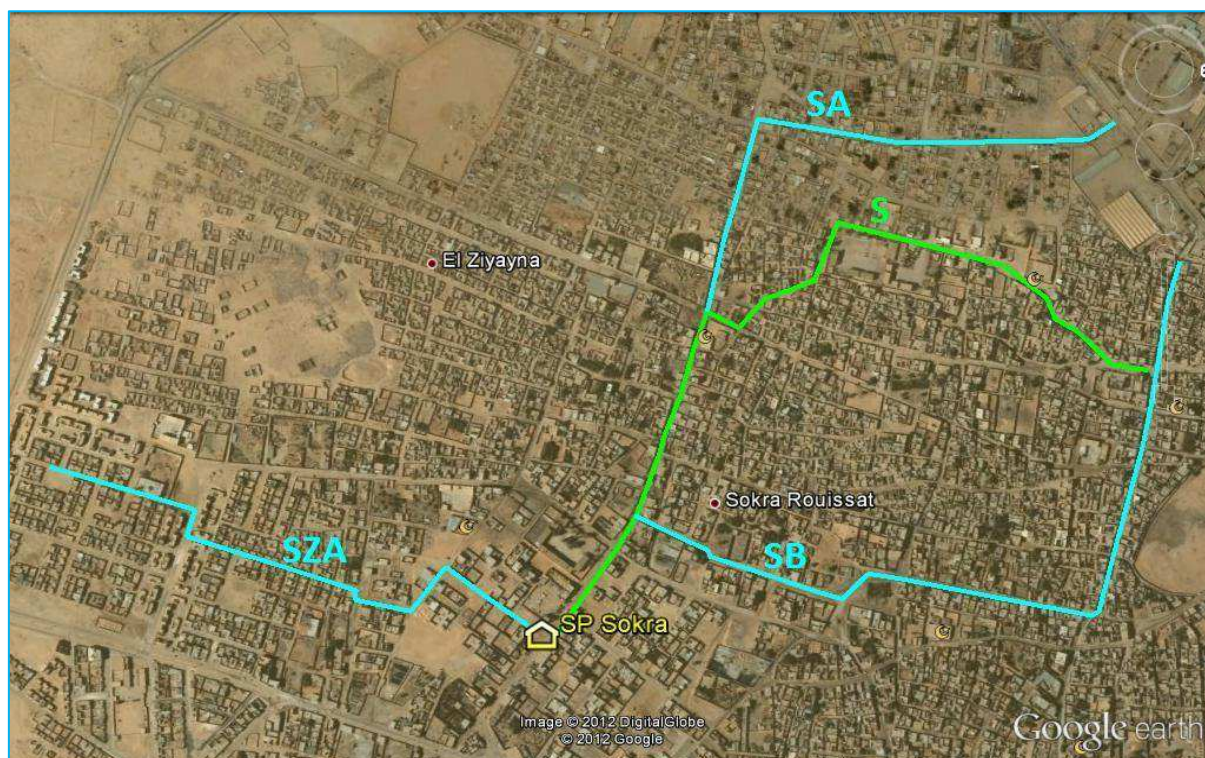 SA
S
El Ziyayna
Sokra Rouissat
SZA
SB
SP Sokra
Image © 2012 DigitalGlobe
© 2012 Google
Google earth